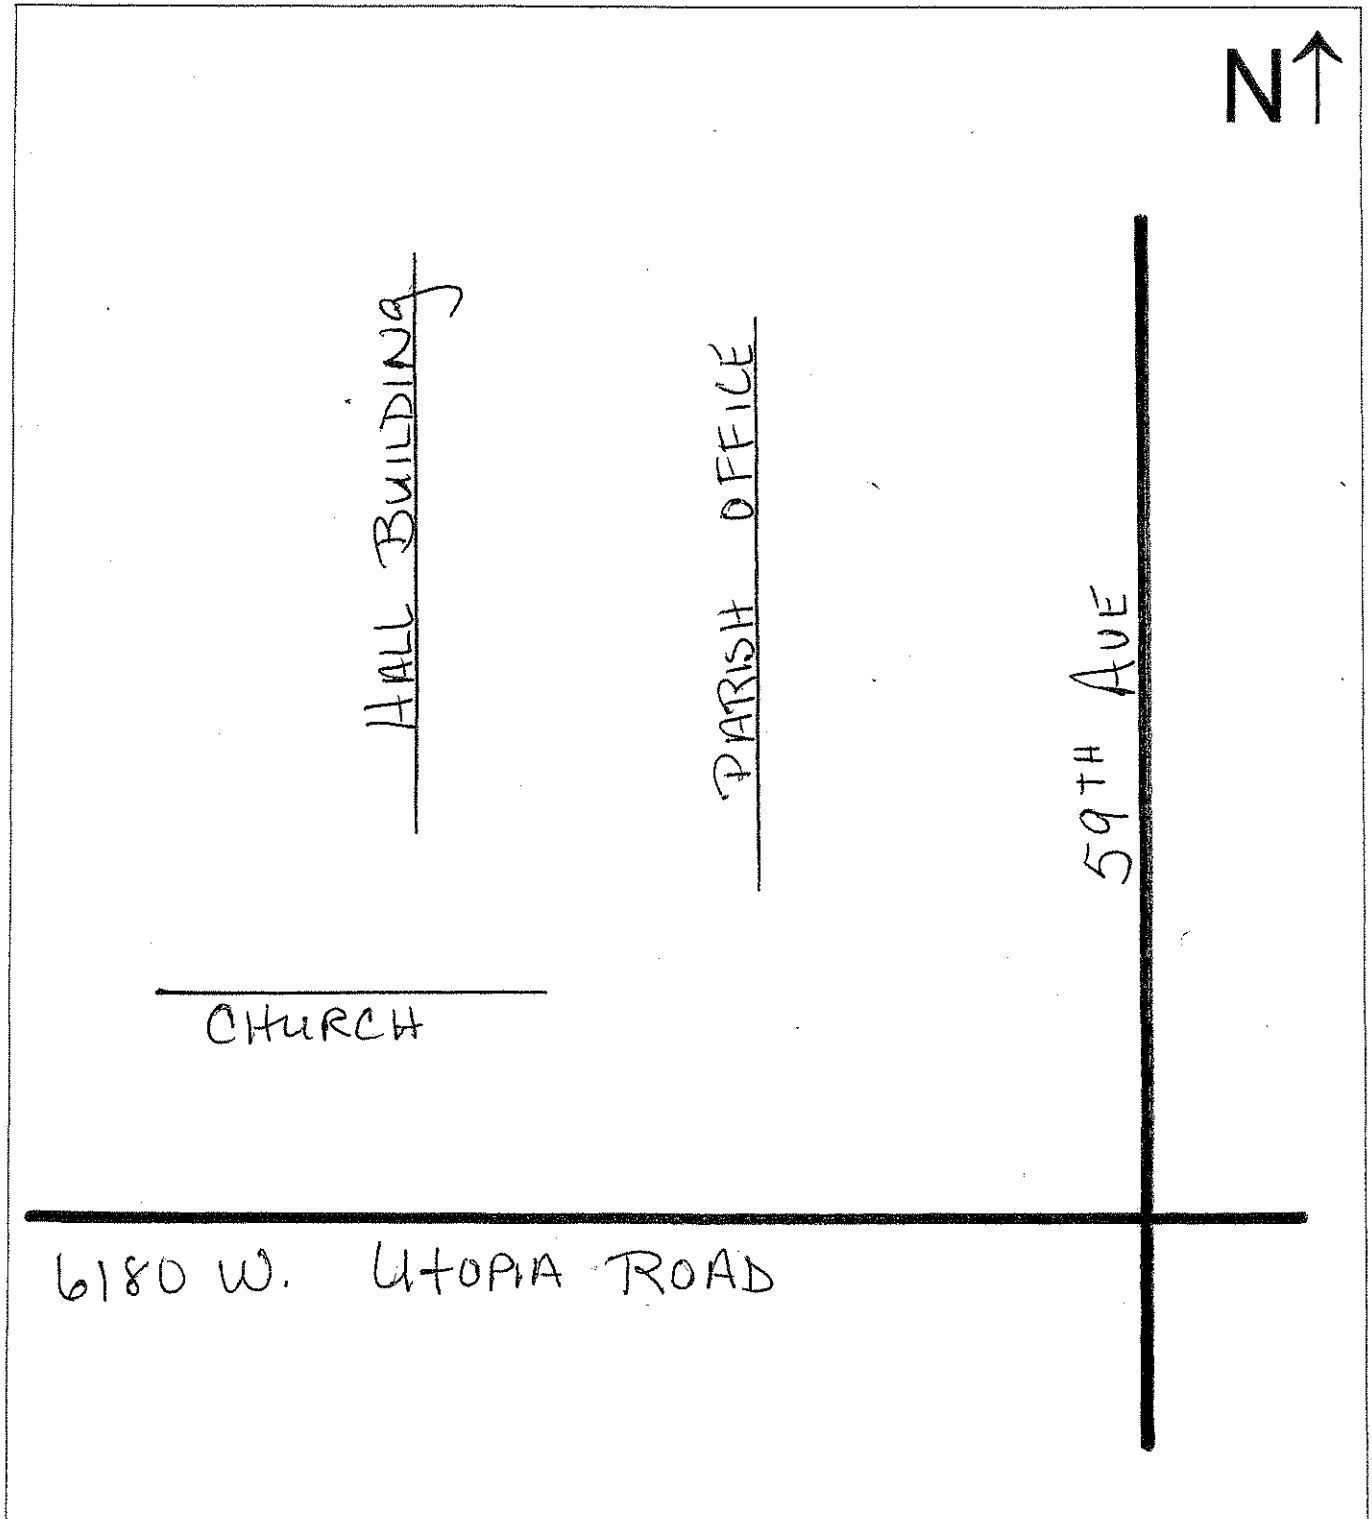 N
HALL BUILDING
PARISH OFFICE
59TH AVE
CHURCH
6180 W. UTOPIA ROAD